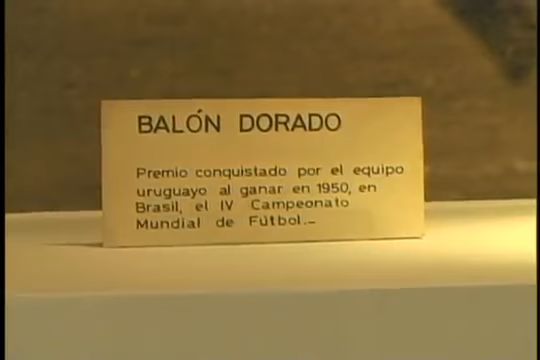 BALÓN DORADO
Premio conquistado por el equipo
uruguayo al ganar en 1950, en
Brasil, el IV Campeonato
Mundial de Fútbol.—